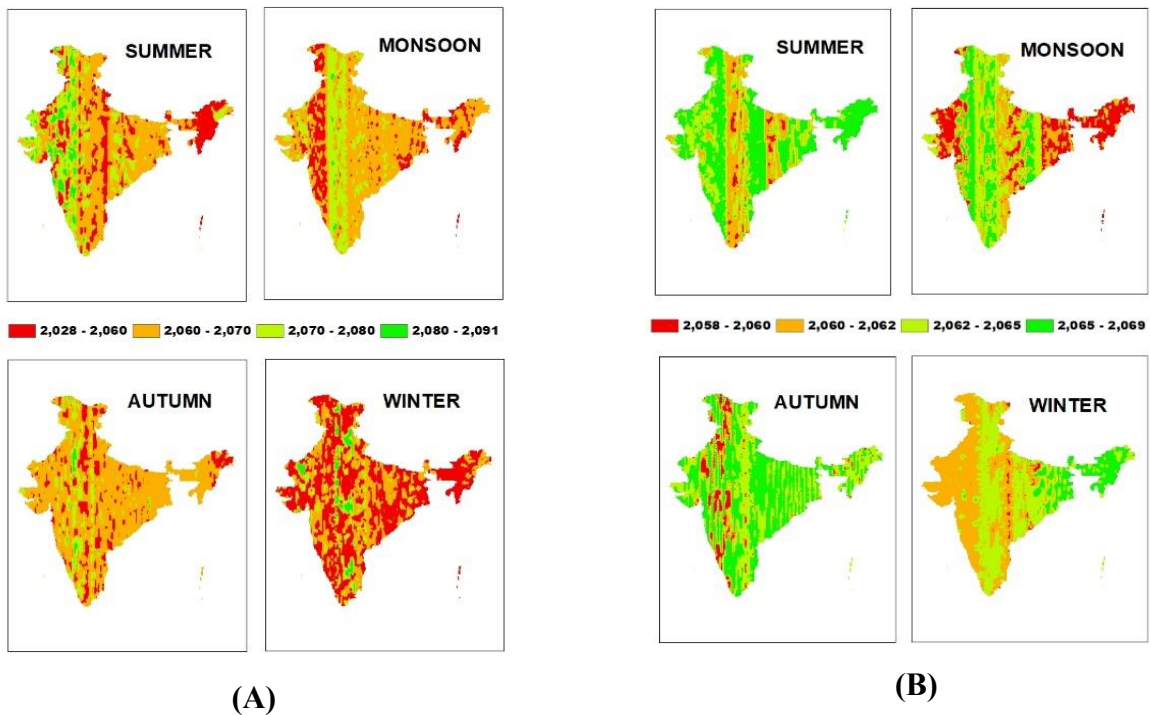 SUMMER
MONSOON
2,028 - 2,060 2,060 - 2,070 2,070 - 2,080 2,080 - 2,091
AUTUMN
WINTER
(A)
SUMMER
MONSOON
2,058 - 2,060 2,060 - 2,062 2,062 - 2,065 2,065 - 2,069
AUTUMN
WINTER
(B)